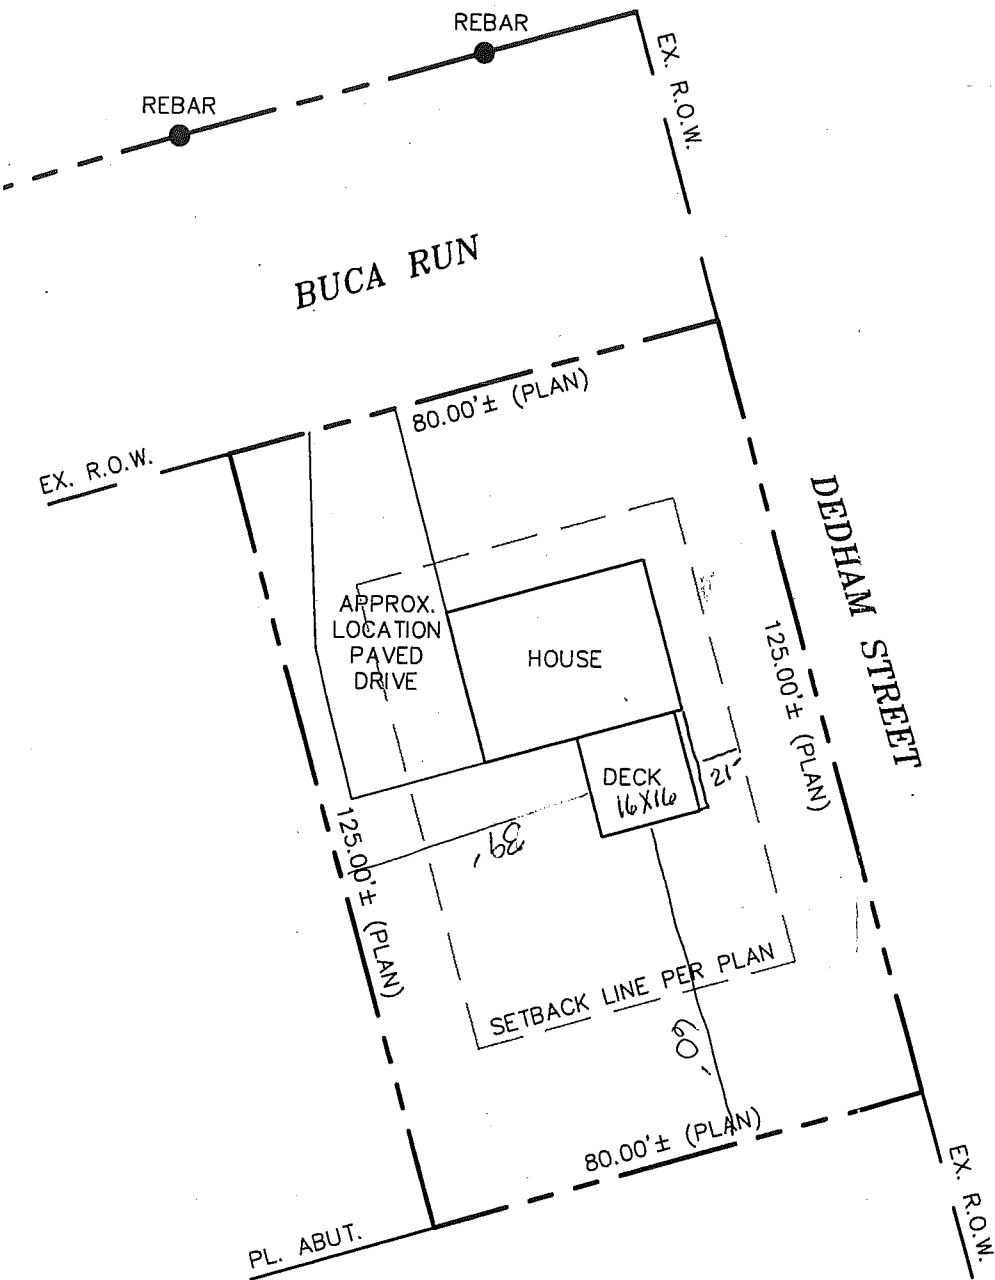 REBAR
REBAR
EX. R.O.W.
BUCA RUN
80.00'± (PLAN)
EX. R.O.W.
DEDHAM STREET
APPROX.
LOCATION
PAVED
DRIVE
HOUSE
125.00'± (PLAN)
DECK
16X16
21'
39'
125.00'± (PLAN)
SETBACK LINE PER PLAN
60'
80.00'± (PLAN)
PL. ABUT.
EX. R.O.W.